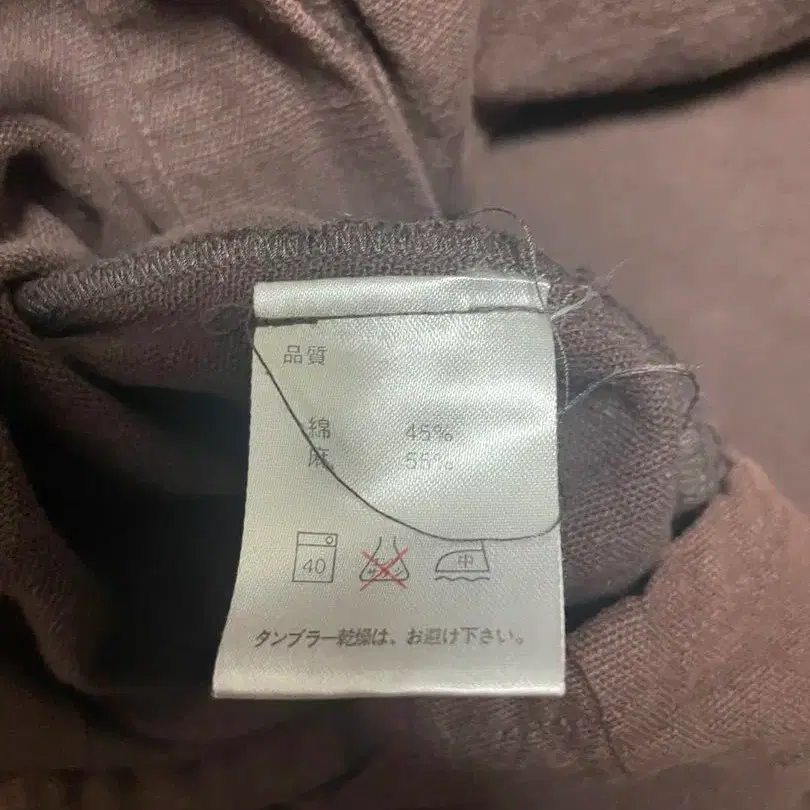 品質
綿 45%
麻 55%
40 中
タンブラー乾燥は、お避け下さい。